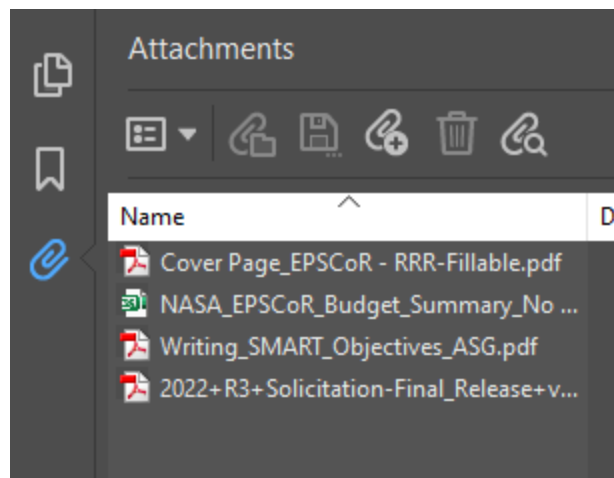 Attachments
Name
D
Cover Page_EPSCoR - RRR-Fillable.pdf
NASA_EPSCoR_Budget_Summary_No ...
Writing_SMART_Objectives_ASG.pdf
2022+R3+Solicitation-Final_Release+v...